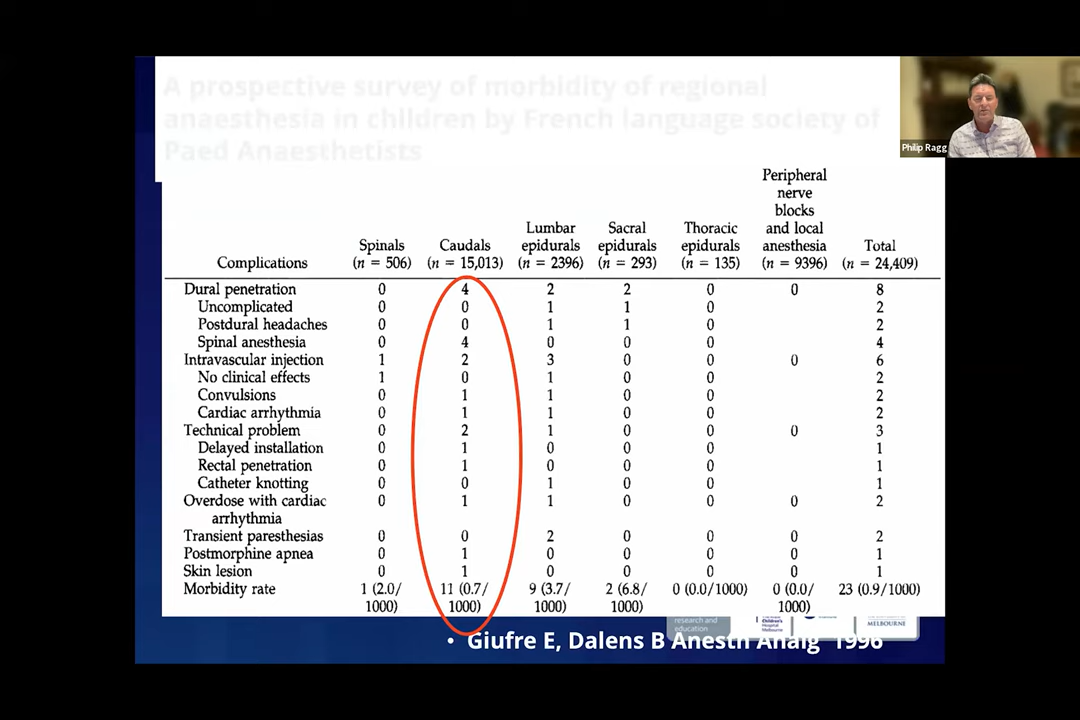 A prospective survey of morbidity of regional
anaesthesia in children by French language society of
Paed Anaesthetists
Philip Ragg
Complications Spinals (n = 506) Caudals (n = 15,013) Lumbar epidurals (n = 2396) Sacral epidurals (n = 293) Thoracic epidurals (n = 135) Peripheral nerve blocks and local anesthesia (n = 9396) Total (n = 24,409)
Dural penetration 0 4 2 2 0 0 8
Uncomplicated 0 0 1 1 0 2
Postdural headaches 0 0 1 1 0 2
Spinal anesthesia 0 4 0 0 0 4
Intravascular injection 1 2 3 0 0 0 6
No clinical effects 1 0 1 0 0 2
Convulsions 0 1 1 0 0 2
Cardiac arrhythmia 0 1 1 0 0 2
Technical problem 0 2 1 0 0 0 3
Delayed installation 0 1 0 0 0 1
Rectal penetration 0 1 0 0 0 1
Catheter knotting 0 0 1 0 0 1
Overdose with cardiac arrhythmia 0 1 1 0 0 0 2
Transient paresthesias 0 0 2 0 0 0 2
Postmorphine apnea 0 1 0 0 0 0 1
Skin lesion 0 1 0 0 0 0 1
Morbidity rate 1 (2.0/1000) 11 (0.7/1000) 9 (3.7/1000) 2 (6.8/1000) 0 (0.0/1000) 0 (0.0/1000) 23 (0.9/1000)
research and
education
Children's
Hospital
Melbourne
MELBOURNE
• Giufre E, Dalens B Anesth Analg 1996